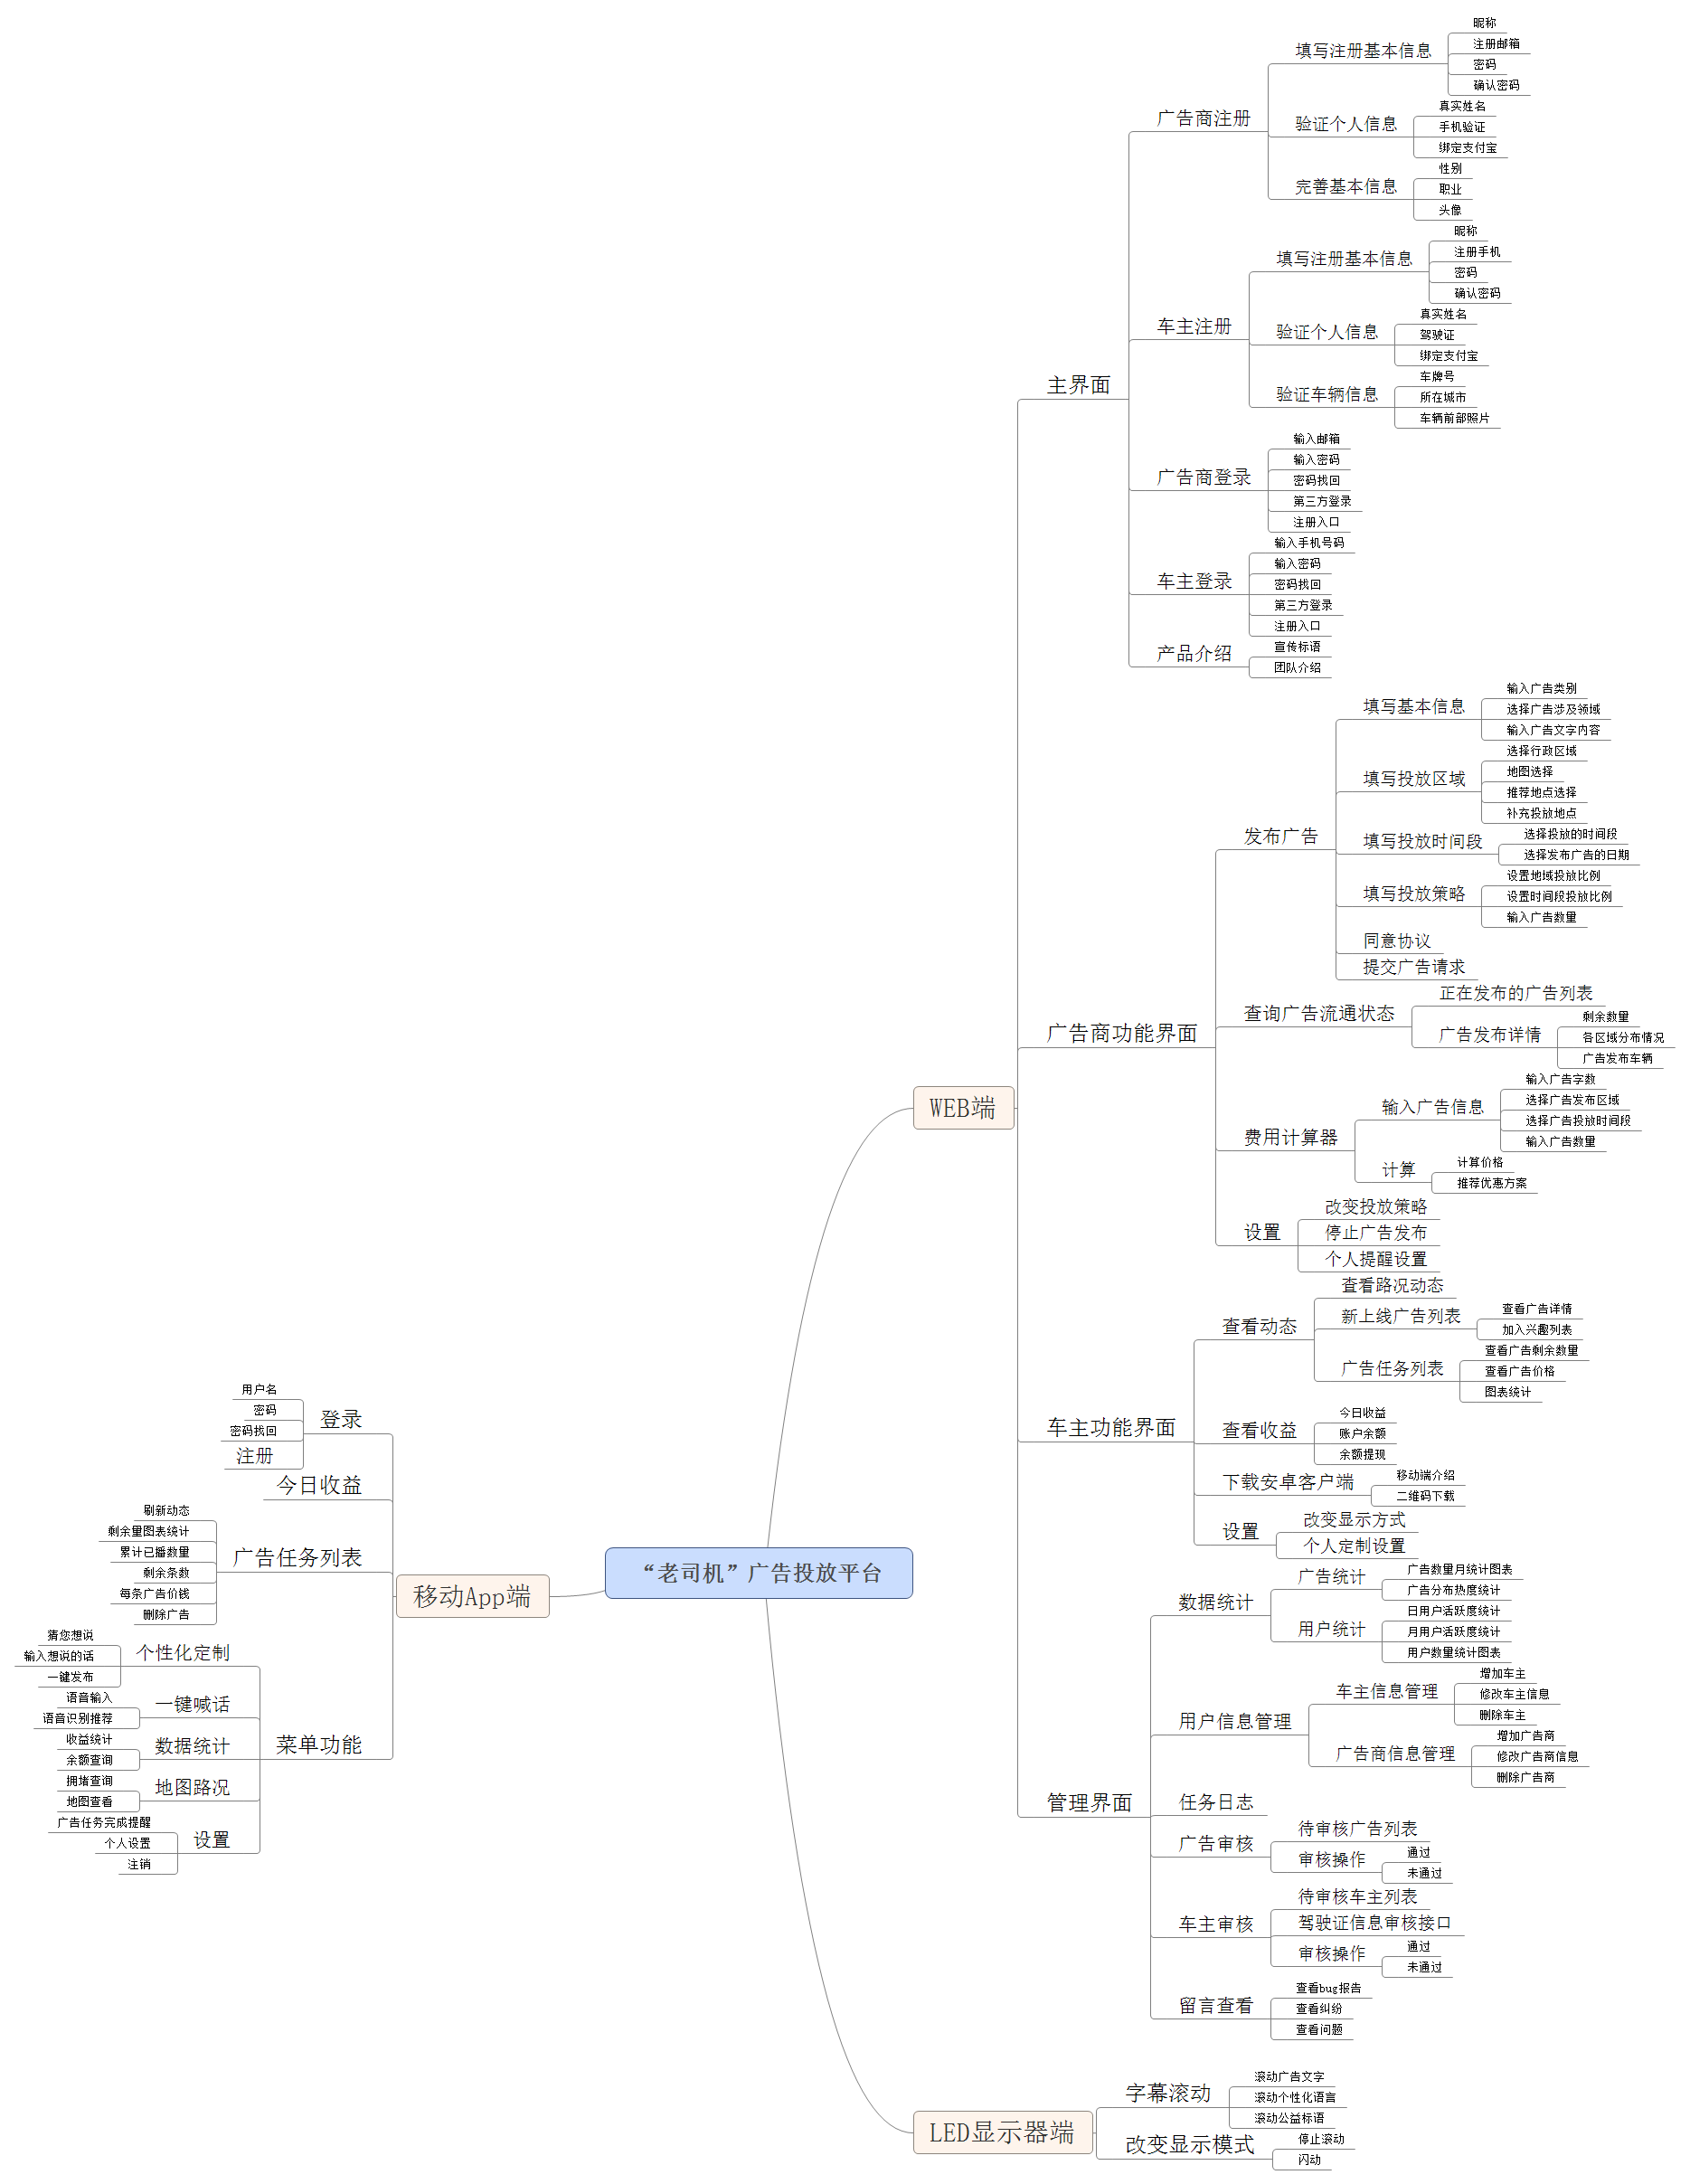 “老司机”广告投放平台
WEB端
主界面
广告商注册
填写注册基本信息
昵称
注册邮箱
密码
确认密码
验证个人信息
真实姓名
手机验证
绑定支付宝
完善基本信息
性别
职业
头像
车主注册
填写注册基本信息
昵称
注册手机
密码
确认密码
验证个人信息
真实姓名
驾驶证
绑定支付宝
验证车辆信息
车牌号
所在城市
车辆前部照片
广告商登录
输入邮箱
输入密码
密码找回
第三方登录
注册入口
车主登录
输入手机号码
输入密码
密码找回
第三方登录
注册入口
产品介绍
宣传标语
团队介绍
广告商功能界面
发布广告
填写基本信息
输入广告类别
选择广告涉及领域
输入广告文字内容
填写投放区域
选择行政区域
地图选择
推荐地点选择
补充投放地点
填写投放时间段
选择投放的时间段
选择发布广告的日期
填写投放策略
设置地域投放比例
设置时间段投放比例
输入广告数量
同意协议
提交广告请求
查询广告流通状态
正在发布的广告列表
广告发布详情
剩余数量
各区域分布情况
广告发布车辆
费用计算器
输入广告信息
输入广告字数
选择广告发布区域
选择广告投放时间段
输入广告数量
计算
计算价格
推荐优惠方案
设置
改变投放策略
停止广告发布
个人提醒设置
车主功能界面
查看动态
查看路况动态
新上线广告列表
查看广告详情
加入兴趣列表
广告任务列表
查看广告剩余数量
查看广告价格
图表统计
查看收益
今日收益
账户余额
余额提现
下载安卓客户端
移动端介绍
二维码下载
设置
改变显示方式
个人定制设置
管理界面
数据统计
广告统计
广告数量月统计图表
广告分布热度统计
用户统计
日用户活跃度统计
月用户活跃度统计
用户数量统计图表
用户信息管理
车主信息管理
增加车主
修改车主信息
删除车主
广告商信息管理
增加广告商
修改广告商信息
删除广告商
任务日志
广告审核
待审核广告列表
审核操作
通过
未通过
车主审核
待审核车主列表
驾驶证信息审核接口
审核操作
通过
未通过
留言查看
查看bug报告
查看纠纷
查看问题
LED显示器端
字幕滚动
滚动广告文字
滚动个性化语言
滚动公益标语
改变显示模式
停止滚动
闪动
移动App端
登录
用户名
密码
密码找回
注册
今日收益
广告任务列表
刷新动态
剩余量图表统计
累计已播数量
剩余条数
每条广告价钱
删除广告
菜单功能
个性化定制
猜您想说
输入想说的话
一键发布
一键喊话
语音输入
语音识别推荐
数据统计
收益统计
余额查询
地图路况
拥堵查询
地图查看
设置
广告任务完成提醒
个人设置
注销